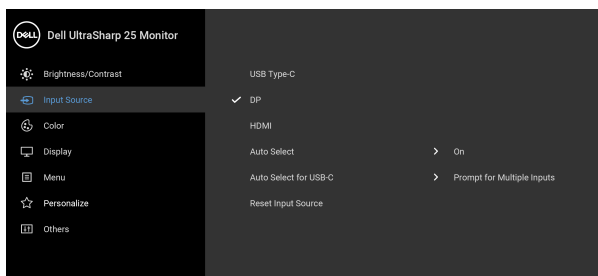 DELL Dell UltraSharp 25 Monitor
Brightness/Contrast
Input Source
Color
Display
Menu
Personalize
Others
USB Type-C
DP
HDMI
Auto Select > On
Auto Select for USB-C > Prompt for Multiple Inputs
Reset Input Source